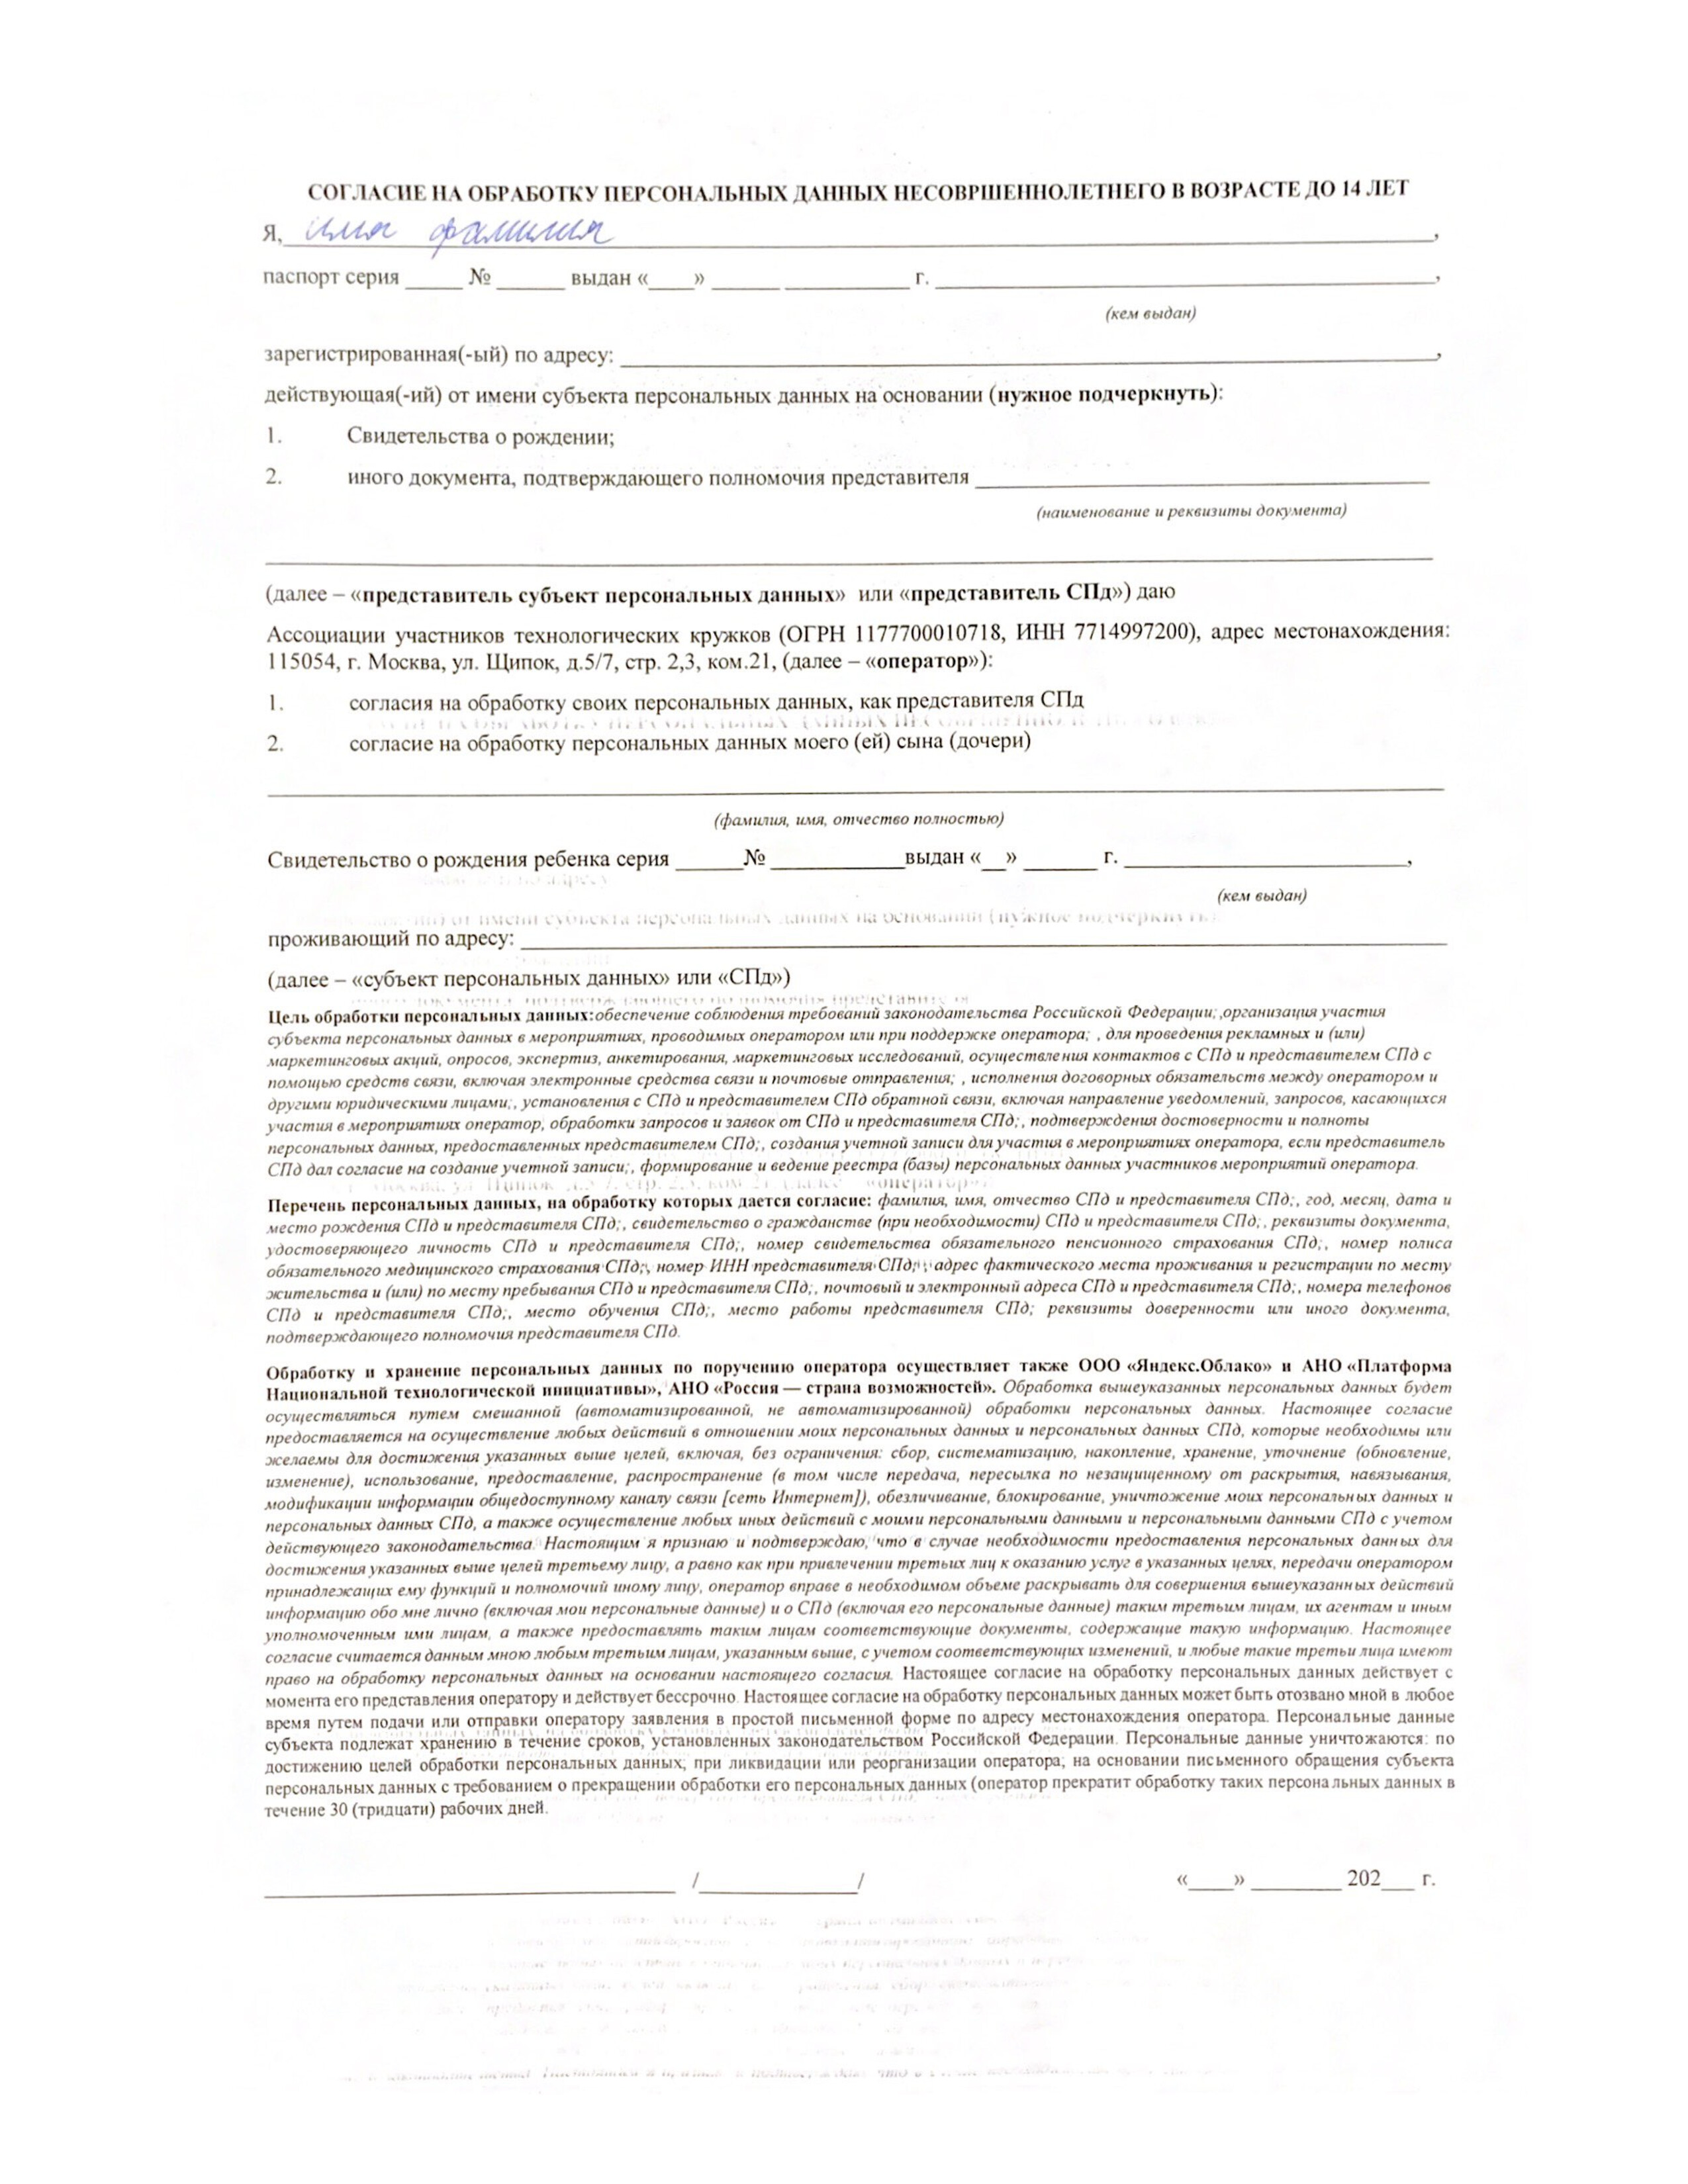 СОГЛАСИЕ НА ОБРАБОТКУ ПЕРСОНАЛЬНЫХ ДАННЫХ НЕСОВРШЕННОЛЕТНЕГО В ВОЗРАСТЕ ДО 14 ЛЕТ
Я, имя фамилия ,
паспорт серия _____ № ______ выдан «____» ______ ___________ г. ,
(кем выдан)
зарегистрированная(-ый) по адресу: ,
действующая(-ий) от имени субъекта персональных данных на основании (нужное подчеркнуть):
1. Свидетельства о рождении;
2. иного документа, подтверждающего полномочия представителя
(наименование и реквизиты документа)
(далее – «представитель субъект персональных данных» или «представитель СПд») даю
Ассоциации участников технологических кружков (ОГРН 1177700010718, ИНН 7714997200), адрес местонахождения:
115054, г. Москва, ул. Щипок, д.5/7, стр. 2,3, ком.21, (далее – «оператор»):
1. согласия на обработку своих персональных данных, как представителя СПд
2. согласие на обработку персональных данных моего (ей) сына (дочери)
(фамилия, имя, отчество полностью)
Свидетельство о рождения ребенка серия ______№ ____________выдан «__» ______ г. ,
(кем выдан)
проживающий по адресу:
(далее – «субъект персональных данных» или «СПд»)
Цель обработки персональных данных:обеспечение соблюдения требований законодательства Российской Федерации; ,организация участия
субъекта персональных данных в мероприятиях, проводимых оператором или при поддержке оператора; , для проведения рекламных и (или)
маркетинговых акций, опросов, экспертиз, анкетирования, маркетинговых исследований, осуществления контактов с СПд и представителем СПд с
помощью средств связи, включая электронные средства связи и почтовые отправления; , исполнения договорных обязательств между оператором и
другими юридическими лицами;, установления с СПд и представителем СПд обратной связи, включая направление уведомлений, запросов, касающихся
участия в мероприятиях оператор, обработки запросов и заявок от СПд и представителя СПд;, подтверждения достоверности и полноты
персональных данных, предоставленных представителем СПд;, создания учетной записи для участия в мероприятиях оператора, если представитель
СПд дал согласие на создание учетной записи;, формирование и ведение реестра (базы) персональных данных участников мероприятий оператора.
Перечень персональных данных, на обработку которых дается согласие: фамилия, имя, отчество СПд и представителя СПд;, год, месяц, дата и
место рождения СПд и представителя СПд;, свидетельство о гражданстве (при необходимости) СПд и представителя СПд;, реквизиты документа,
удостоверяющего личность СПд и представителя СПд;, номер свидетельства обязательного пенсионного страхования СПд;, номер полиса
обязательного медицинского страхования СПд;, номер ИНН представителя СПд;, адрес фактического места проживания и регистрации по месту
жительства и (или) по месту пребывания СПд и представителя СПд;, почтовый и электронный адреса СПд и представителя СПд;, номера телефонов
СПд и представителя СПд;, место обучения СПд;, место работы представителя СПд; реквизиты доверенности или иного документа,
подтверждающего полномочия представителя СПд.
Обработку и хранение персональных данных по поручению оператора осуществляет также ООО «Яндекс.Облако» и АНО «Платформа
Национальной технологической инициативы», АНО «Россия — страна возможностей». Обработка вышеуказанных персональных данных будет
осуществляться путем смешанной (автоматизированной, не автоматизированной) обработки персональных данных. Настоящее согласие
предоставляется на осуществление любых действий в отношении моих персональных данных и персональных данных СПд, которые необходимы или
желаемы для достижения указанных выше целей, включая, без ограничения: сбор, систематизацию, накопление, хранение, уточнение (обновление,
изменение), использование, предоставление, распространение (в том числе передача, пересылка по незащищенному от раскрытия, навязывания,
модификации информации общедоступному каналу связи [сеть Интернет]), обезличивание, блокирование, уничтожение моих персональных данных и
персональных данных СПд, а также осуществление любых иных действий с моими персональными данными и персональными данными СПд с учетом
действующего законодательства. Настоящим я признаю и подтверждаю, что в случае необходимости предоставления персональных данных для
достижения указанных выше целей третьему лицу, а равно как при привлечении третьих лиц к оказанию услуг в указанных целях, передачи оператором
принадлежащих ему функций и полномочий иному лицу, оператор вправе в необходимом объеме раскрывать для совершения вышеуказанных действий
информацию обо мне лично (включая мои персональные данные) и о СПд (включая его персональные данные) таким третьим лицам, их агентам и иным
уполномоченным ими лицам, а также предоставлять таким лицам соответствующие документы, содержащие такую информацию. Настоящее
согласие считается данным мною любым третьим лицам, указанным выше, с учетом соответствующих изменений, и любые такие третьи лица имеют
право на обработку персональных данных на основании настоящего согласия. Настоящее согласие на обработку персональных данных действует с
момента его представления оператору и действует бессрочно. Настоящее согласие на обработку персональных данных может быть отозвано мной в любое
время путем подачи или отправки оператору заявления в простой письменной форме по адресу местонахождения оператора. Персональные данные
субъекта подлежат хранению в течение сроков, установленных законодательством Российской Федерации. Персональные данные уничтожаются: по
достижению целей обработки персональных данных; при ликвидации или реорганизации оператора; на основании письменного обращения субъекта
персональных данных с требованием о прекращении обработки его персональных данных (оператор прекратит обработку таких персональных данных в
течение 30 (тридцати) рабочих дней.
/______________/ «____» ________ 202___ г.